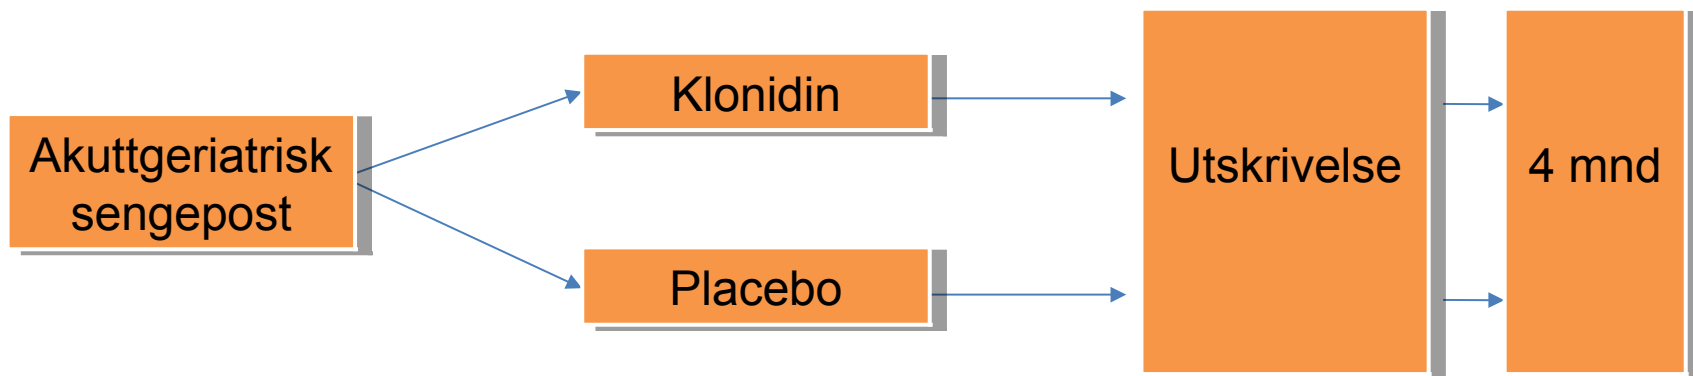 Akuttgeriatrisk
sengepost
Klonidin
Placebo
Utskrivelse
4 mnd